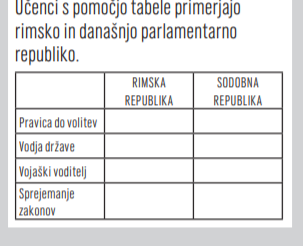 Učenci s pomočjo tabele primerjajo
rimsko in današnjo parlamentarno
republiko.
RIMSKA
REPUBLIKA
SODOBNA
REPUBLIKA
Pravica do volitev
Vodja države
Vojaški voditelj
Sprejemanje
zakonov